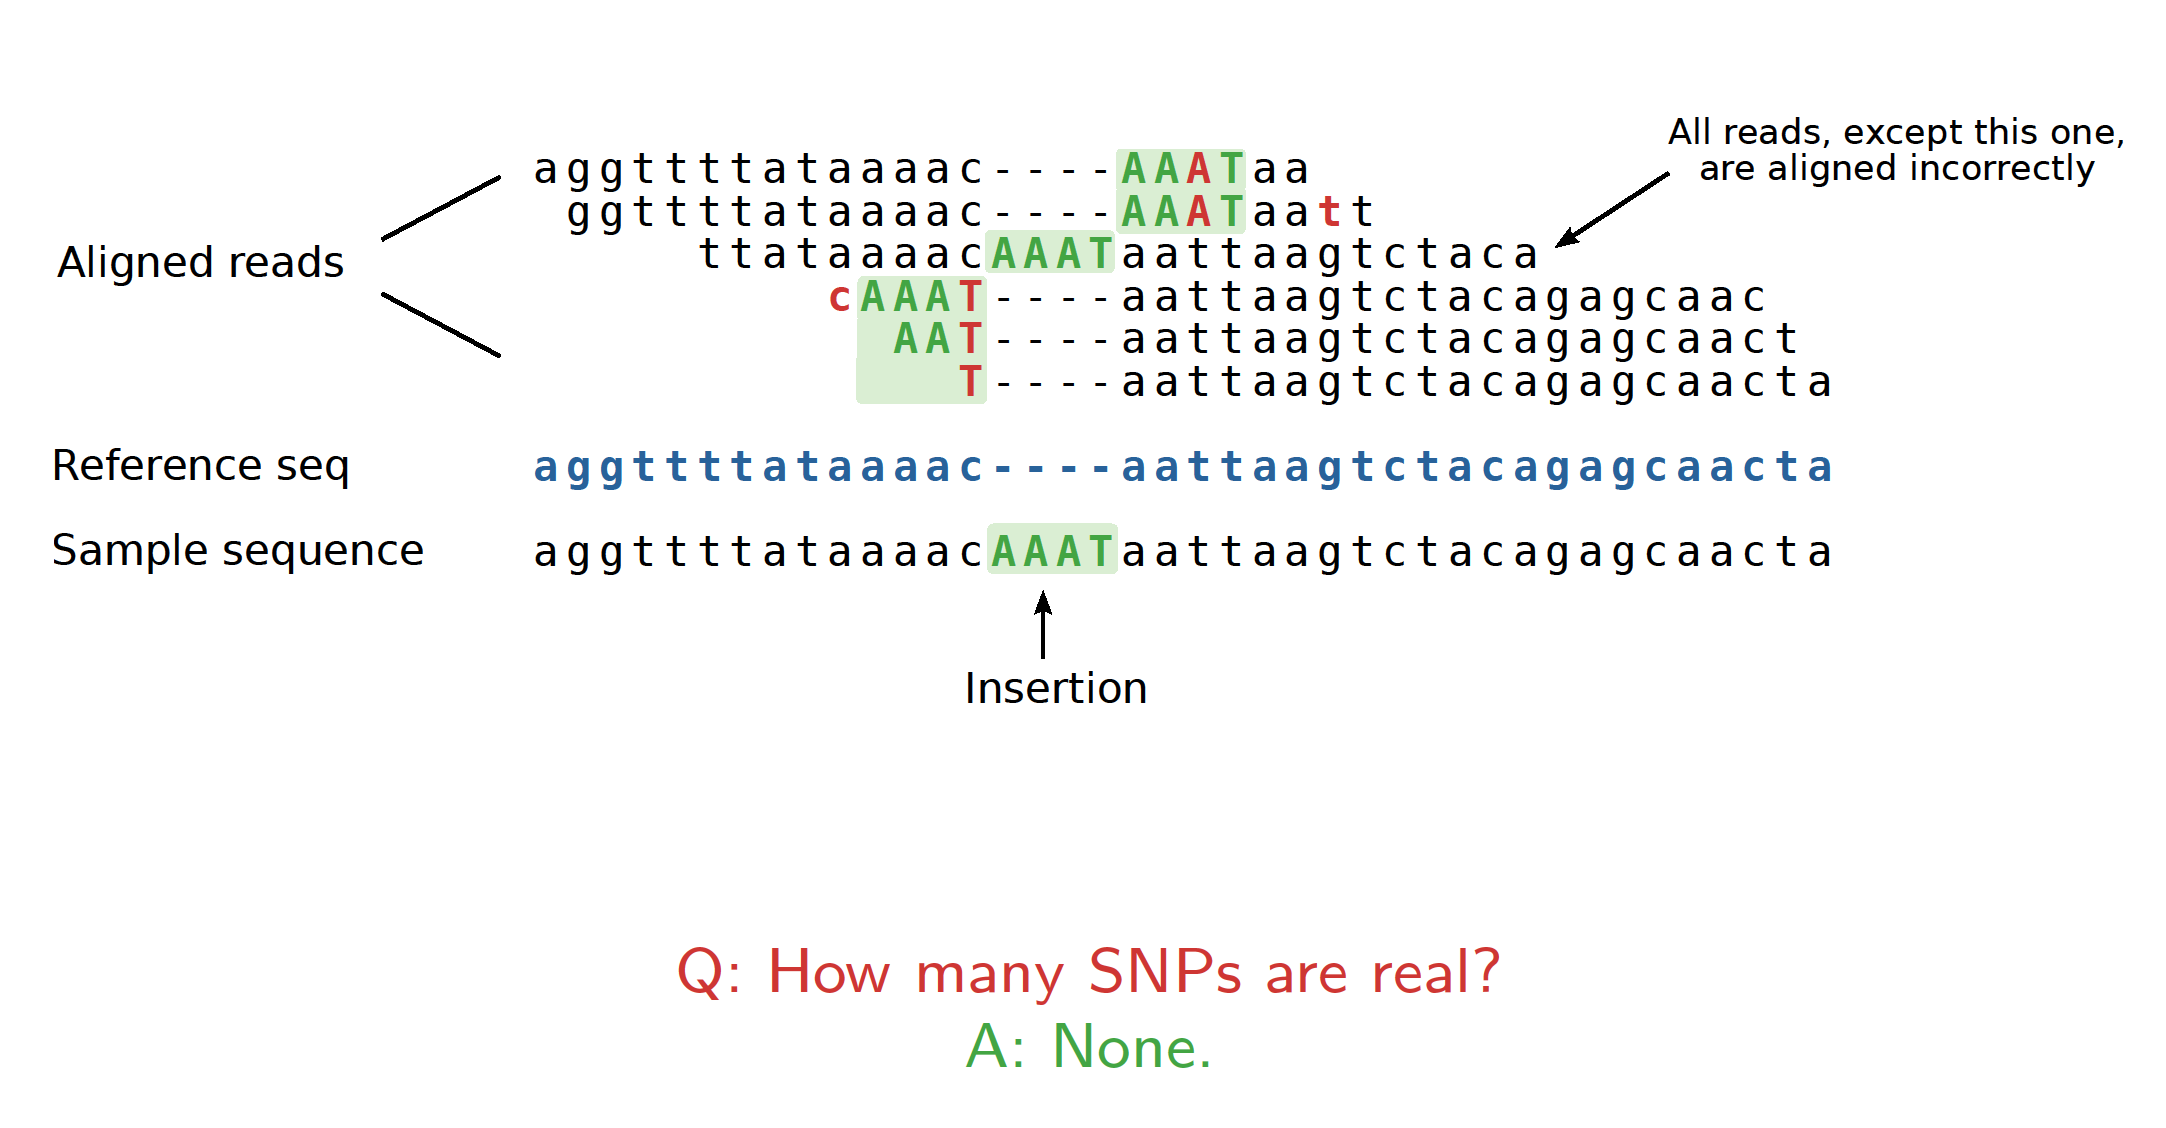 All reads, except this one,
are aligned incorrectly
aggttttataaaac----AAATaa
ggttttataaaac----AAATaatt
Aligned reads
ttataaaacAAATaattaagtctaca
cAAAT----aattaagtctacagagcaac
AAT----aattaagtctacagagcaact
T----aattaagtctacagagcaacta
Reference seq aggttttataaaac----aattaagtctacagagcaacta
Sample sequence aggttttataaaacAAATaattaagtctacagagcaacta
Insertion
Q: How many SNPs are real?
A: None.